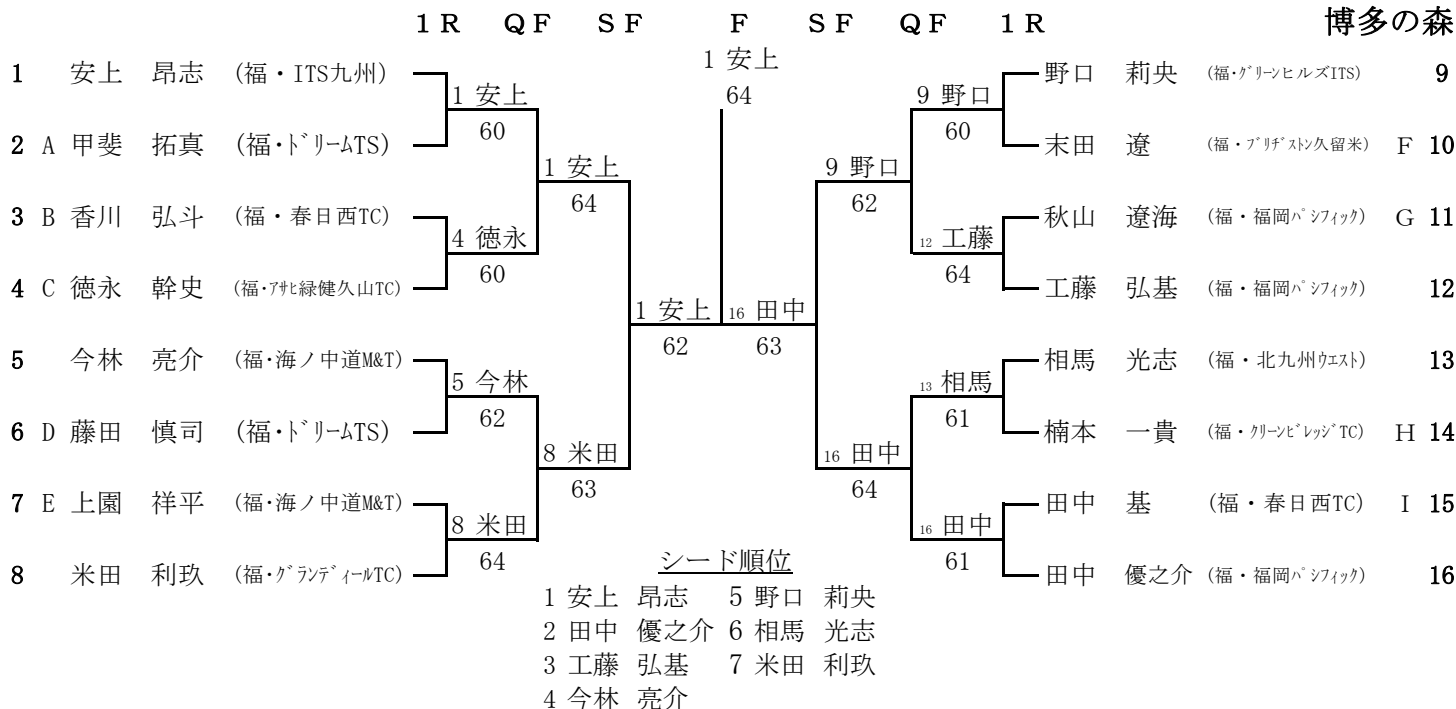 1R QF SF F SF QF 1R 博多の森
1 安上 昂志 (福・ITS九州)
2 A 甲斐 拓真 (福・ドリームTS)
3 B 香川 弘斗 (福・春日西TC)
4 C 徳永 幹史 (福・アサヒ緑健久山TC)
5 今林 亮介 (福・海ノ中道M&T)
6 D 藤田 慎司 (福・ドリームTS)
7 E 上園 祥平 (福・海ノ中道M&T)
8 米田 利玖 (福・グランディールTC)
1 安上
60
4 徳永
60
5 今林
62
8 米田
64
1 安上
64
8 米田
63
1 安上
62
1 安上
64
16 田中
63
9 野口
62
16 田中
64
9 野口
60
12 工藤
64
13 相馬
61
16 田中
61
野口 莉央 (福・グリーンヒルズITS) 9
末田 遼 (福・ブリヂストン久留米) F 10
秋山 遼海 (福・福岡パシフィック) G 11
工藤 弘基 (福・福岡パシフィック) 12
相馬 光志 (福・北九州ウエスト) 13
楠本 一貴 (福・クリーンビレッジTC) H 14
田中 基 (福・春日西TC) I 15
田中 優之介 (福・福岡パシフィック) 16
シード順位
1 安上 昂志 5 野口 莉央
2 田中 優之介 6 相馬 光志
3 工藤 弘基 7 米田 利玖
4 今林 亮介